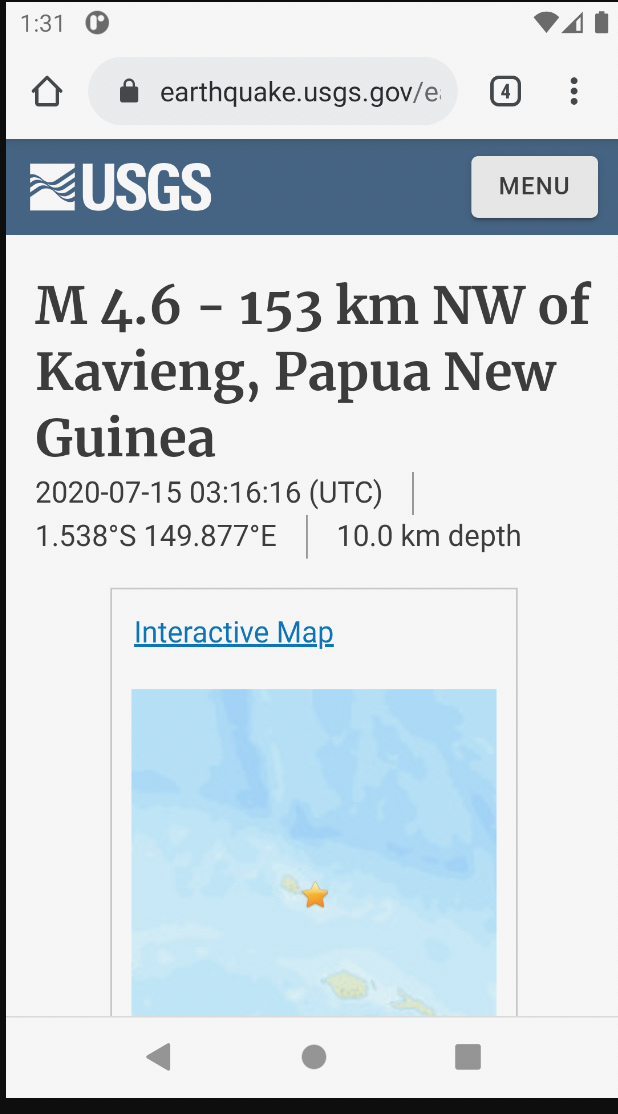 1:31
earthquake.usgs.gov/ea
4
USGS
MENU
M 4.6 - 153 km NW of
Kavieng, Papua New
Guinea
2020-07-15 03:16:16 (UTC)
1.538°S 149.877°E 10.0 km depth
Interactive Map